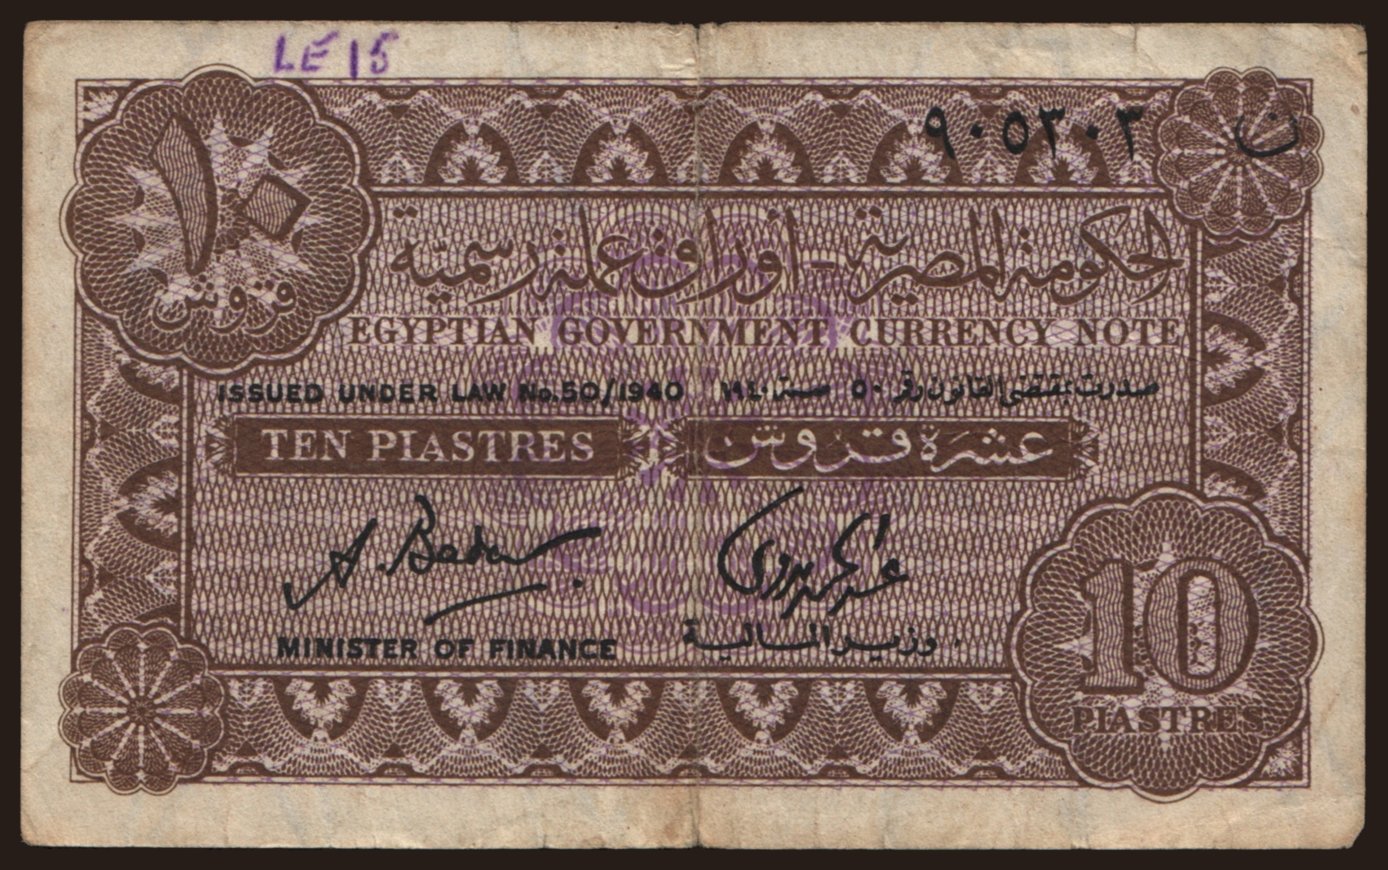 LE 15
٩٠٥٣٠٣ ن
١٠
قروش
الحكومة المصرية - أوراق عملة رسمية
EGYPTIAN GOVERNMENT CURRENCY NOTE
ISSUED UNDER LAW No. 50/1940 صدرت بمقتضى القانون رقم ٥٠ سنة ١٩٤٠
TEN PIASTRES عشرة قروش
A. Badaw
MINISTER OF FINANCE وزير المالية
10
PIASTRES